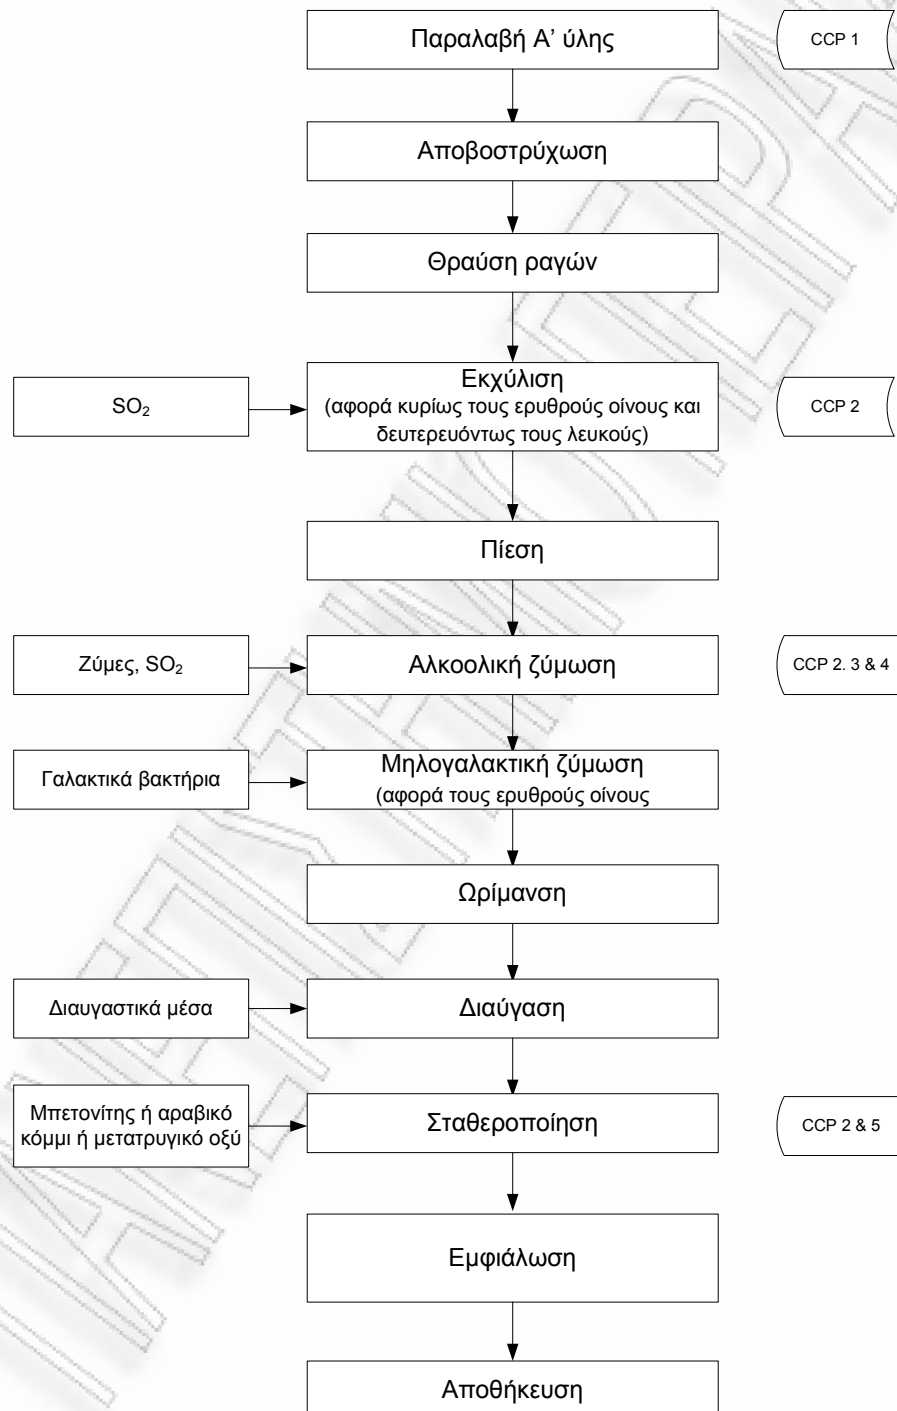 Παραλαβή Α’ ύλης
CCP 1
Αποβοστρύχωση
Θραύση ραγών
SO₂
Εκχύλιση
(αφορά κυρίως τους ερυθρούς οίνους και
δευτερευόντως τους λευκούς)
CCP 2
Πίεση
Ζύμες, SO₂
Αλκοολική ζύμωση
CCP 2. 3 & 4
Γαλακτικά βακτήρια
Μηλογαλακτική ζύμωση
(αφορά τους ερυθρούς οίνους
Ωρίμανση
Διαυγαστικά μέσα
Διαύγαση
Μπετονίτης ή αραβικό
κόμμι ή μετατρυγικό οξύ
Σταθεροποίηση
CCP 2 & 5
Εμφιάλωση
Αποθήκευση